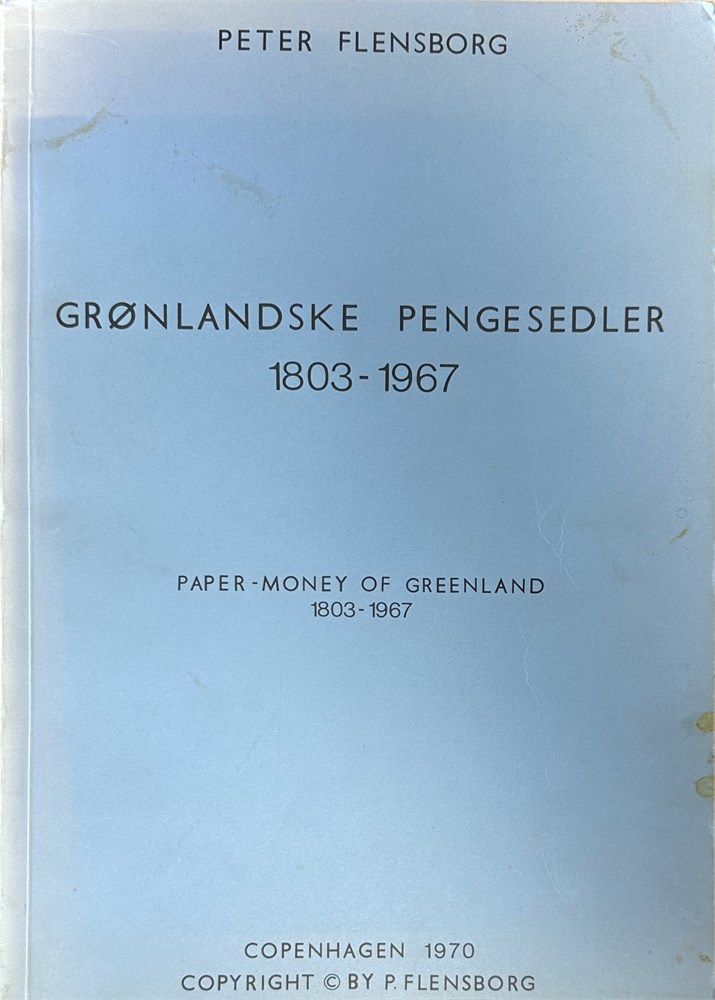 PETER FLENSBORG
GRØNLANDSKE PENGESEDLER
1803-1967
PAPER-MONEY OF GREENLAND
1803-1967
COPENHAGEN 1970
COPYRIGHT © BY P. FLENSBORG